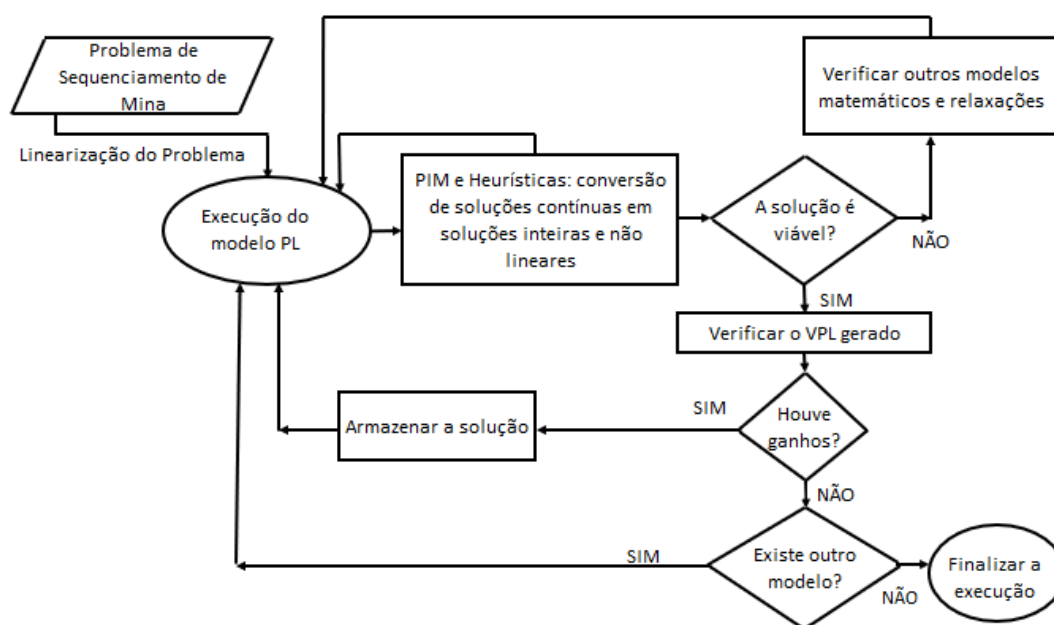 Problema de
Sequenciamento de
Mina
Linearização do Problema
Execução do
modelo PL
PIM e Heurísticas: conversão
de soluções contínuas em
soluções inteiras e não
lineares
A solução é
viável?
NÃO
Verificar outros modelos
matemáticos e relaxações
SIM
Verificar o VPL gerado
Houve
ganhos?
SIM
Armazenar a solução
NÃO
Existe outro
modelo?
SIM
NÃO
Finalizar a
execução